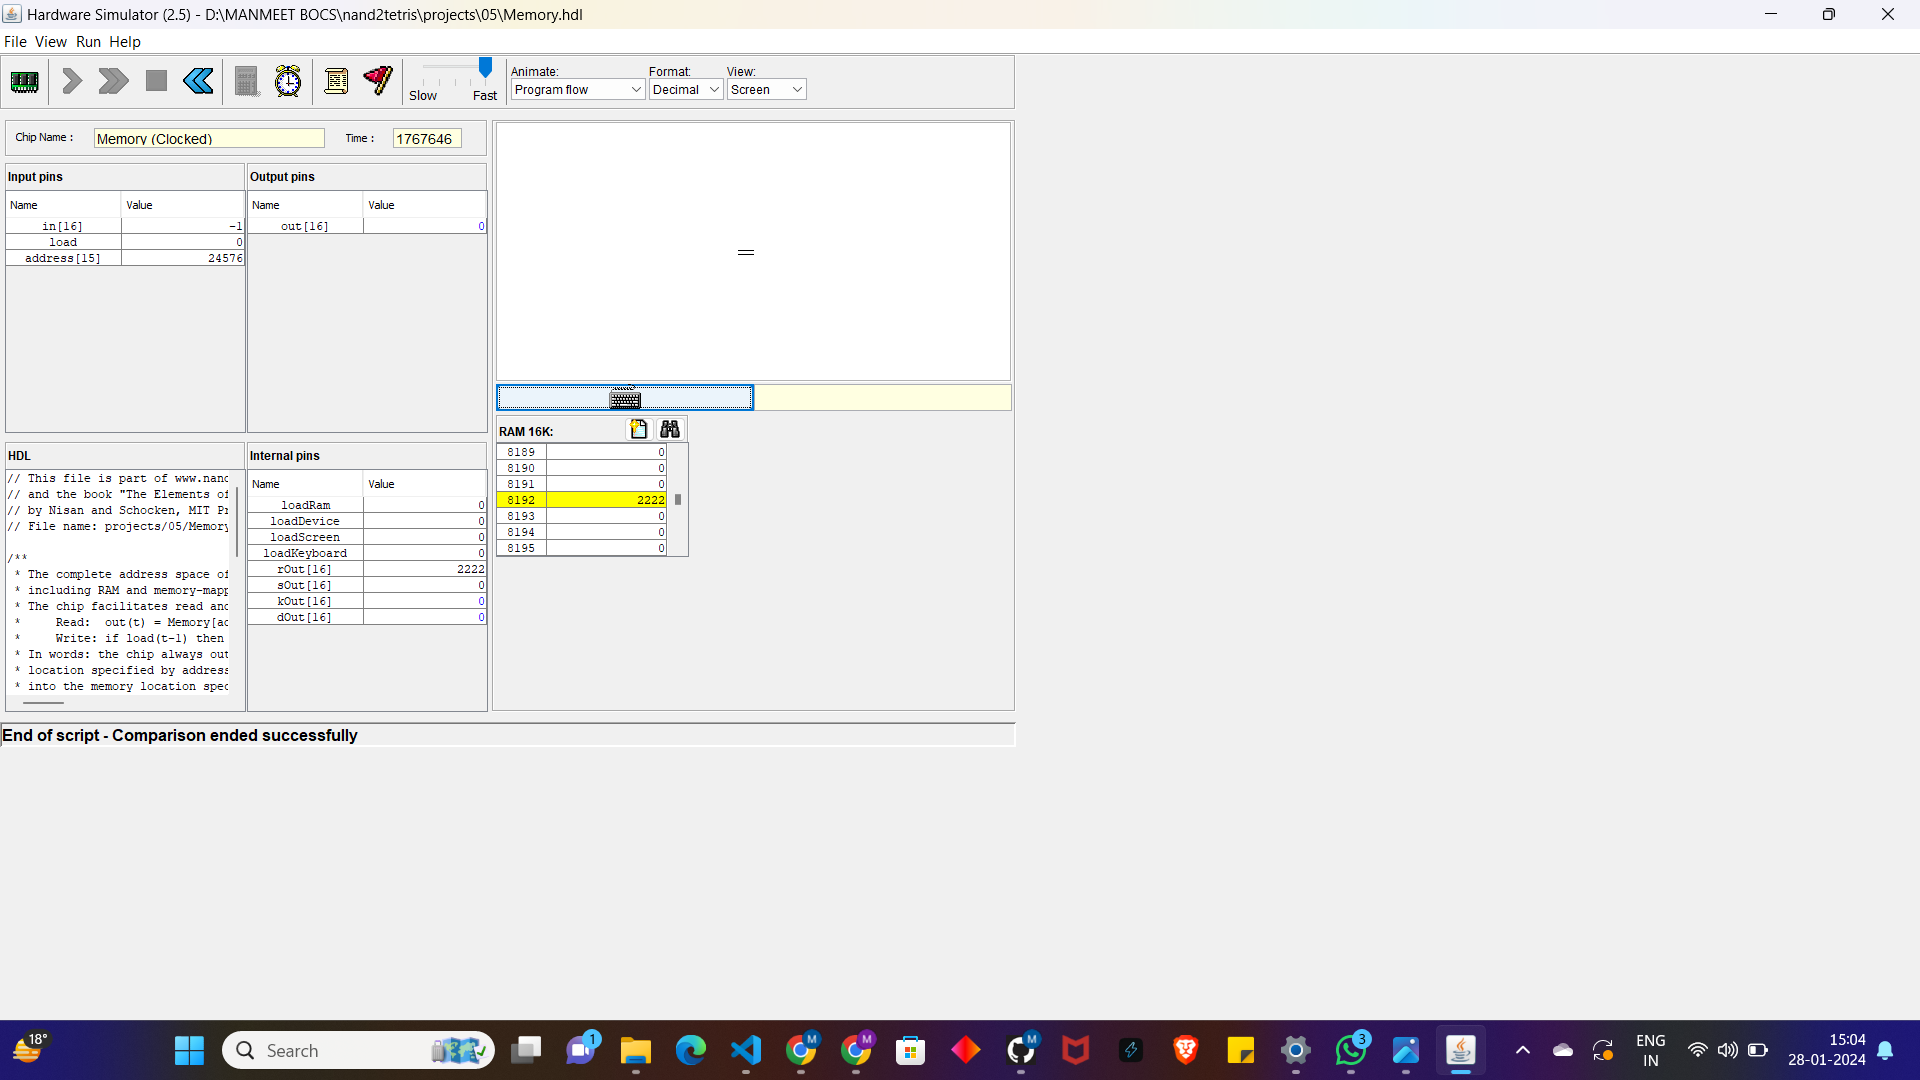 Hardware Simulator (2.5) - D:\MANMEET BOCS\nand2tetris\projects\05\Memory.hdl
File View Run Help
Slow Fast
Animate: Format: View:
Program flow Decimal Screen
Chip Name : Memory (Clocked) Time : 1767646
Input pins
Name Value
in[16] -1
load 0
address[15] 24576
Output pins
Name Value
out[16] 0
HDL
// This file is part of www.nand
// and the book "The Elements of
// by Nisan and Schocken, MIT Pr
// File name: projects/05/Memory
/**
* The complete address space of
* including RAM and memory-mapp
* The chip facilitates read and
* Read: out(t) = Memory[ad
* Write: if load(t-1) then
* In words: the chip always out
* location specified by address
* into the memory location spec
Internal pins
Name Value
loadRam 0
loadDevice 0
loadScreen 0
loadKeyboard 0
rOut[16] 2222
sOut[16] 0
kOut[16] 0
dOut[16] 0
RAM 16K:
8189 0
8190 0
8191 0
8192 2222
8193 0
8194 0
8195 0
End of script - Comparison ended successfully
18°
Search
1
M
M
M
3
ENG
IN
15:04
28-01-2024